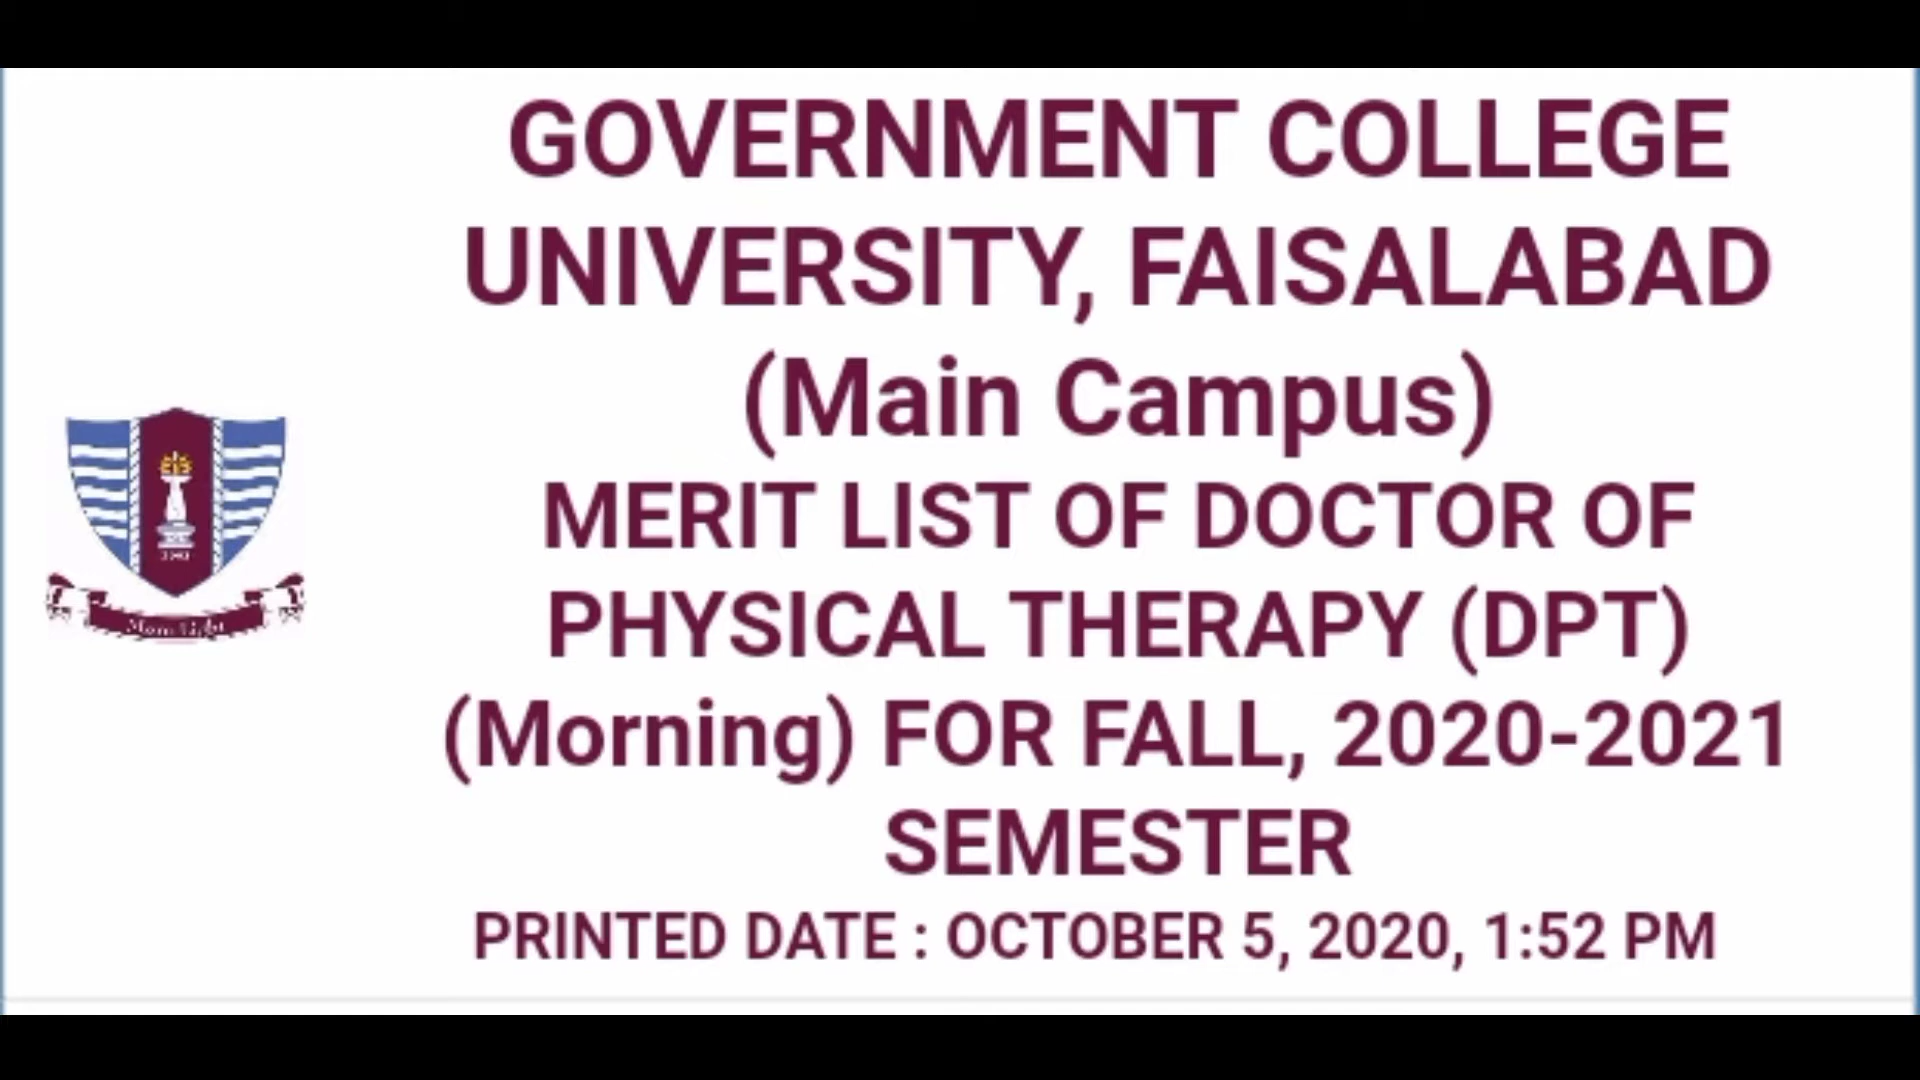 GOVERNMENT COLLEGE
UNIVERSITY, FAISALABAD
(Main Campus)
MERIT LIST OF DOCTOR OF
PHYSICAL THERAPY (DPT)
(Morning) FOR FALL, 2020-2021
SEMESTER
PRINTED DATE : OCTOBER 5, 2020, 1:52 PM